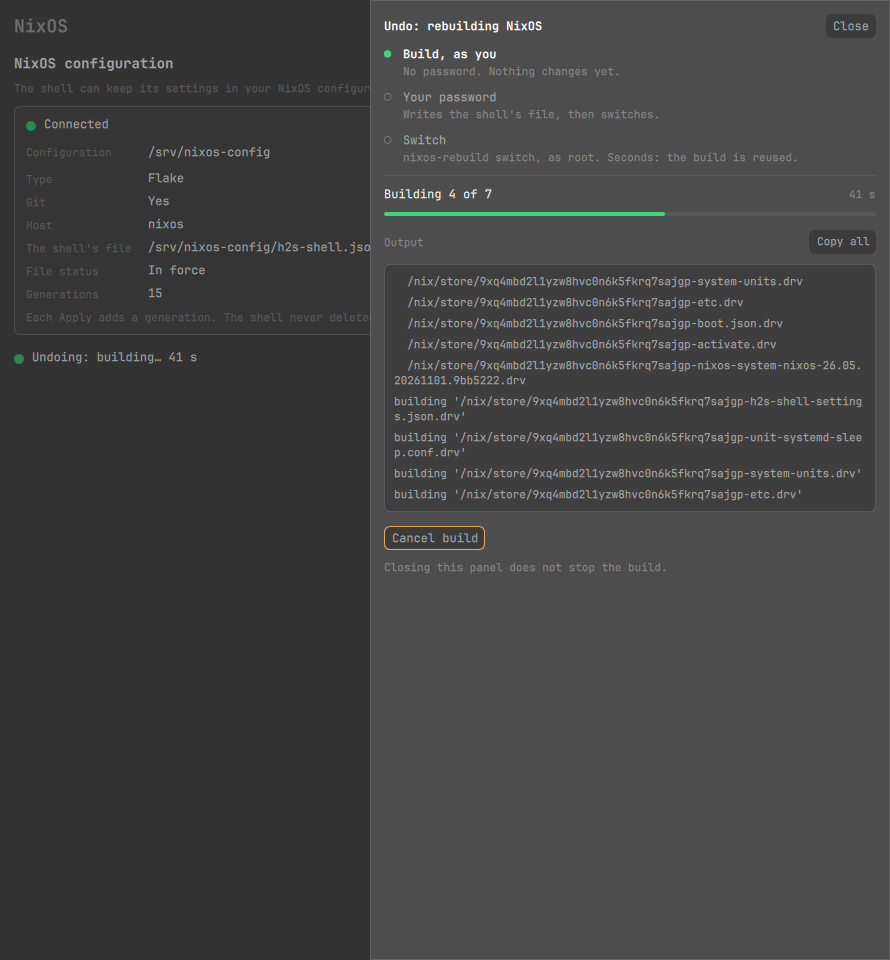 NixOS
NixOS configuration
The shell can keep its settings in your NixOS configur
Connected
Configuration /srv/nixos-config
Type Flake
Git Yes
Host nixos
The shell's file /srv/nixos-config/h2s-shell.jso
File status In force
Generations 15
Each Apply adds a generation. The shell never delete
Undoing: building… 41 s
Undo: rebuilding NixOS
Close
Build, as you
No password. Nothing changes yet.
Your password
Writes the shell's file, then switches.
Switch
nixos-rebuild switch, as root. Seconds: the build is reused.
Building 4 of 7 41 s
Output Copy all
/nix/store/9xq4mbd2l1yzw8hvc0n6k5fkrq7sajgp-system-units.drv
/nix/store/9xq4mbd2l1yzw8hvc0n6k5fkrq7sajgp-etc.drv
/nix/store/9xq4mbd2l1yzw8hvc0n6k5fkrq7sajgp-boot.json.drv
/nix/store/9xq4mbd2l1yzw8hvc0n6k5fkrq7sajgp-activate.drv
/nix/store/9xq4mbd2l1yzw8hvc0n6k5fkrq7sajgp-nixos-system-nixos-26.05.
20261101.9bb5222.drv
building '/nix/store/9xq4mbd2l1yzw8hvc0n6k5fkrq7sajgp-h2s-shell-setting
s.json.drv'
building '/nix/store/9xq4mbd2l1yzw8hvc0n6k5fkrq7sajgp-unit-systemd-slee
p.conf.drv'
building '/nix/store/9xq4mbd2l1yzw8hvc0n6k5fkrq7sajgp-system-units.drv'
building '/nix/store/9xq4mbd2l1yzw8hvc0n6k5fkrq7sajgp-etc.drv'
Cancel build
Closing this panel does not stop the build.